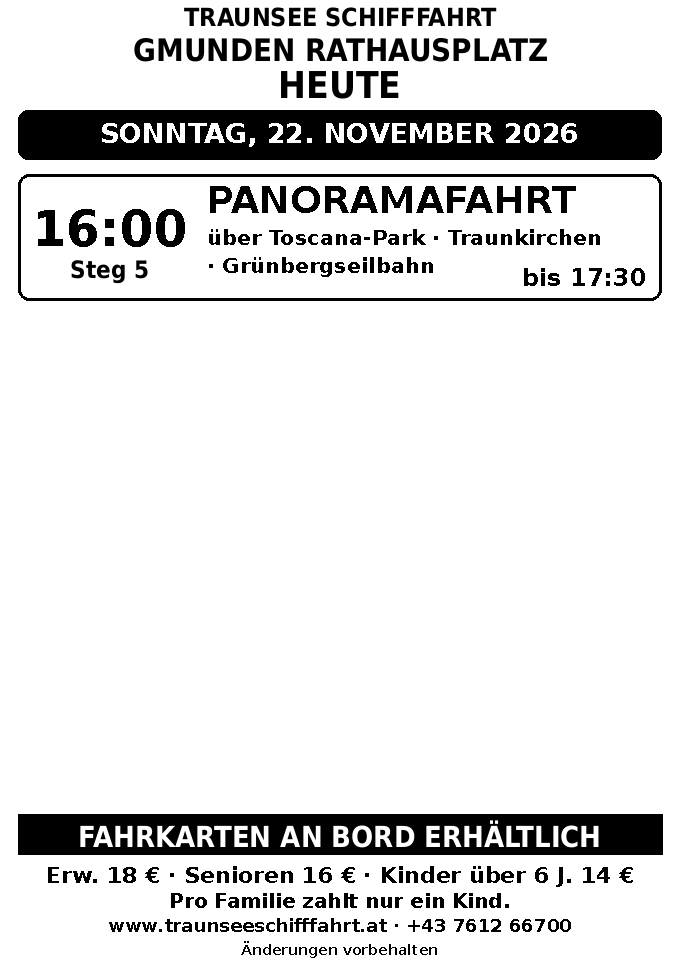 TRAUNSEE SCHIFFFAHRT
GMUNDEN RATHAUSPLATZ
HEUTE
SONNTAG, 22. NOVEMBER 2026
16:00
Steg 5
PANORAMAFAHRT
über Toscana-Park · Traunkirchen
· Grünbergseilbahn
bis 17:30
FAHRKARTEN AN BORD ERHÄLTLICH
Erw. 18 € · Senioren 16 € · Kinder über 6 J. 14 €
Pro Familie zahlt nur ein Kind.
www.traunseeschifffahrt.at · +43 7612 66700
Änderungen vorbehalten